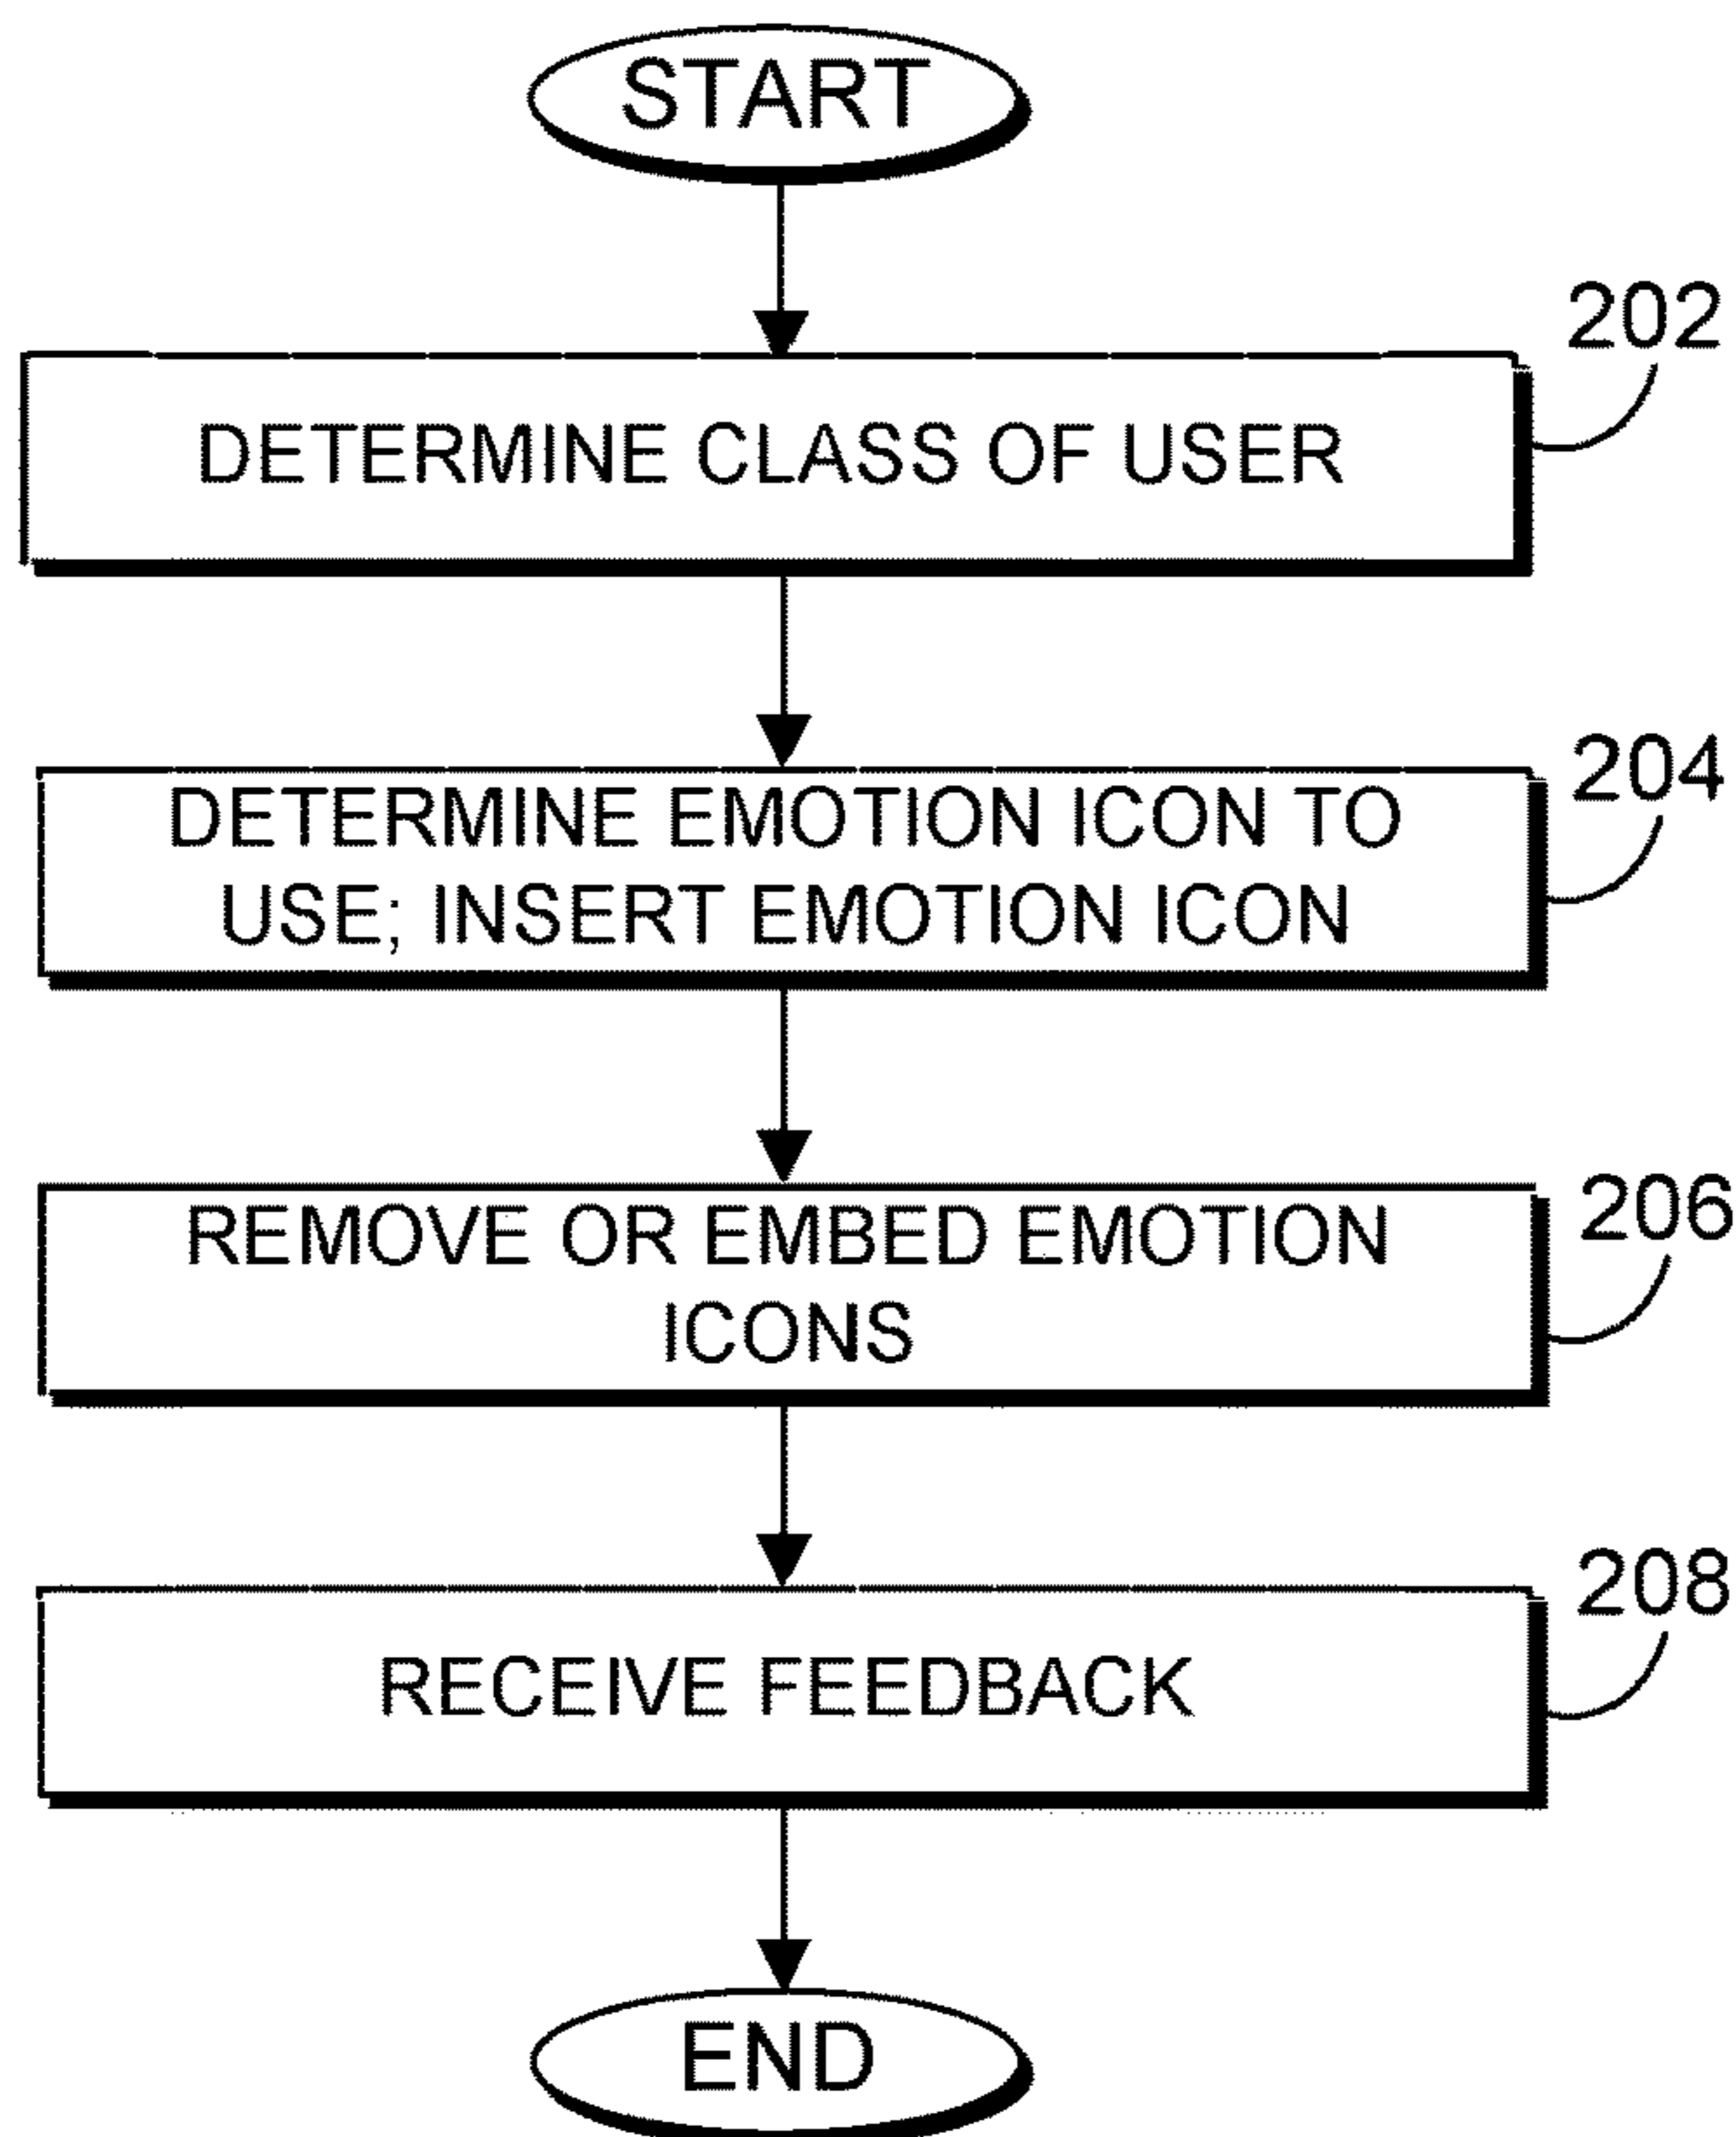 START
202
DETERMINE CLASS OF USER
204
DETERMINE EMOTION ICON TO
USE; INSERT EMOTION ICON
206
REMOVE OR EMBED EMOTION
ICONS
208
RECEIVE FEEDBACK
END